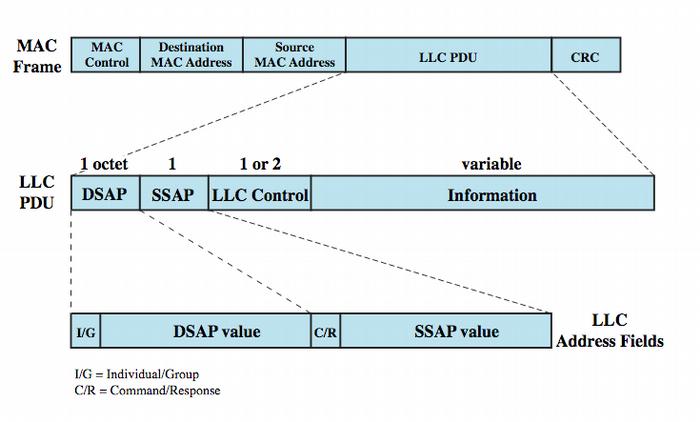 MAC
Frame
MAC
Control
Destination
MAC Address
Source
MAC Address
LLC PDU
CRC
1 octet
1
1 or 2
variable
LLC
PDU
DSAP
SSAP
LLC Control
Information
I/G
DSAP value
C/R
SSAP value
LLC
Address Fields
I/G = Individual/Group
C/R = Command/Response